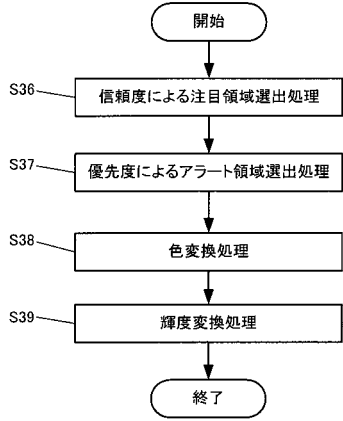 開始
S36
信頼度による注目領域選出処理
S37
優先度によるアラート領域選出処理
S38
色変換処理
S39
輝度変換処理
終了